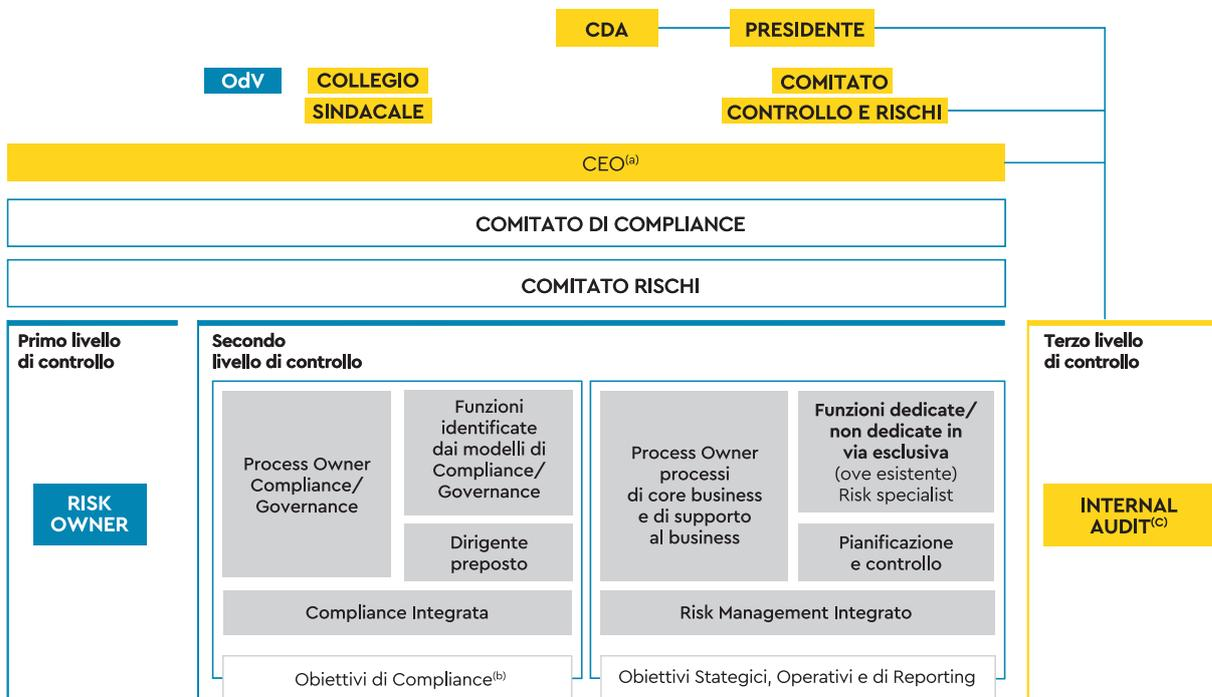 CDA
PRESIDENTE
OdV
COLLEGIO
SINDACALE
COMITATO
CONTROLLO E RISCHI
CEO(a)
COMITATO DI COMPLIANCE
COMITATO RISCHI
Primo livello
di controllo
RISK
OWNER
Secondo
livello di controllo
Process Owner
Compliance/
Governance
Funzioni
identificate
dai modelli di
Compliance/
Governance
Dirigente
preposto
Compliance Integrata
Obiettivi di Compliance(b)
Process Owner
processi
di core business
e di supporto
al business
Funzioni dedicate/
non dedicate in
via esclusiva
(ove esistente)
Risk specialist
Pianificazione
e controllo
Risk Management Integrato
Obiettivi Stategici, Operativi e di Reporting
Terzo livello
di controllo
INTERNAL
AUDIT(C)